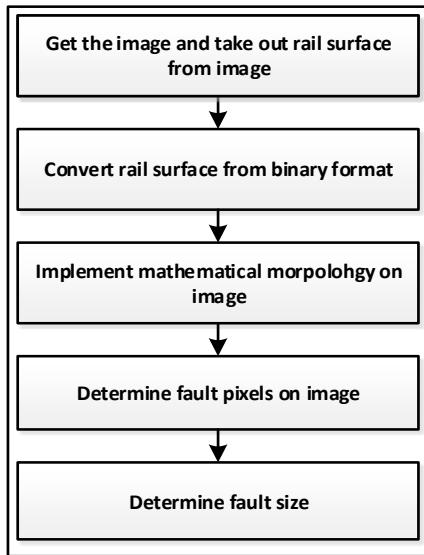 Get the image and take out rail surface
from image
Convert rail surface from binary format
Implement mathematical morpolohgy on
image
Determine fault pixels on image
Determine fault size